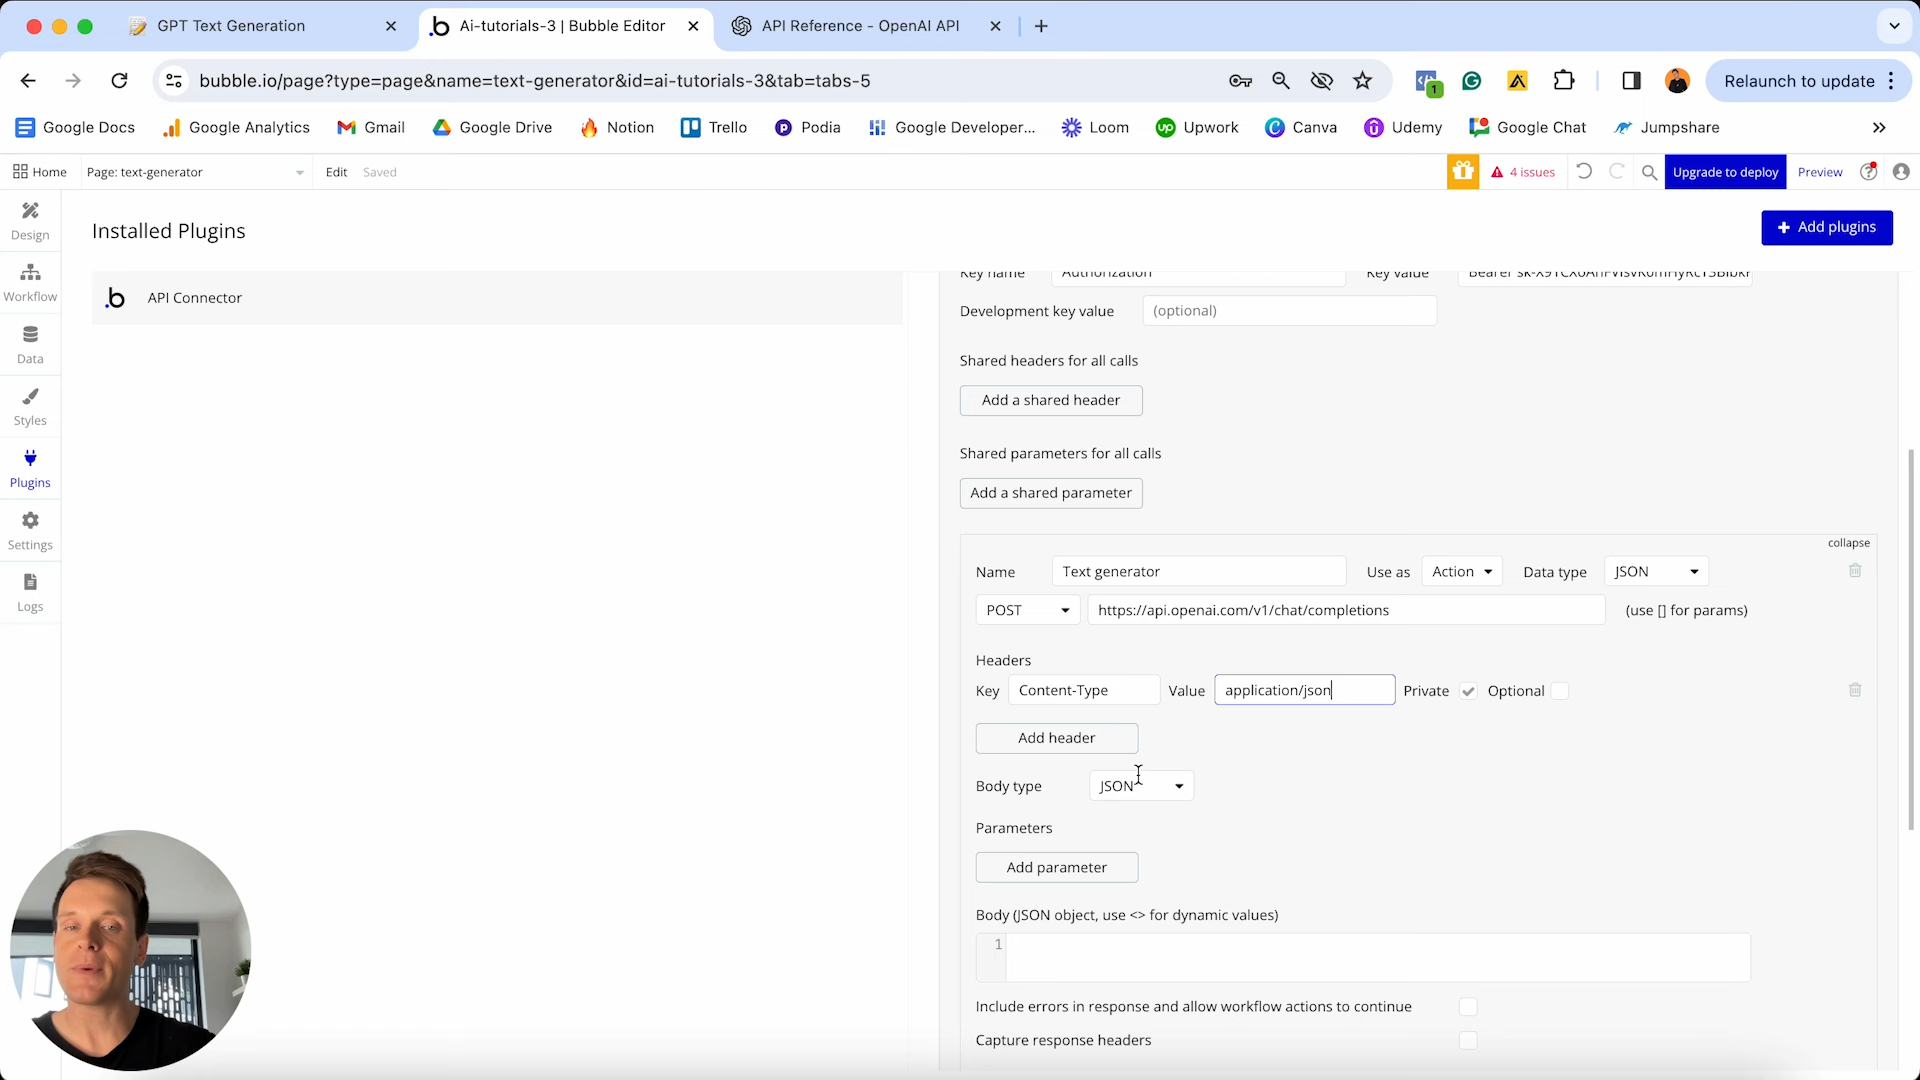 GPT Text Generation
Ai-tutorials-3 | Bubble Editor
API Reference - OpenAI API
bubble.io/page?type=page&name=text-generator&id=ai-tutorials-3&tab=tabs-5
1
Relaunch to update
Google Docs
Google Analytics
Gmail
Google Drive
Notion
Trello
Podia
Google Developer...
Loom
Upwork
Canva
Udemy
Google Chat
Jumpshare
Home
Page: text-generator
Edit
Saved
4 issues
Upgrade to deploy
Preview
Design
Workflow
Data
Styles
Plugins
Settings
Logs
Installed Plugins
+ Add plugins
API Connector
Key name
Authorization
Key value
Development key value
(optional)
Shared headers for all calls
Add a shared header
Shared parameters for all calls
Add a shared parameter
collapse
Name
Text generator
Use as
Action
Data type
JSON
POST
https://api.openai.com/v1/chat/completions
(use [] for params)
Headers
Key
Content-Type
Value
application/json
Private
Optional
Add header
Body type
JSON
Parameters
Add parameter
Body (JSON object, use <> for dynamic values)
1
Include errors in response and allow workflow actions to continue
Capture response headers